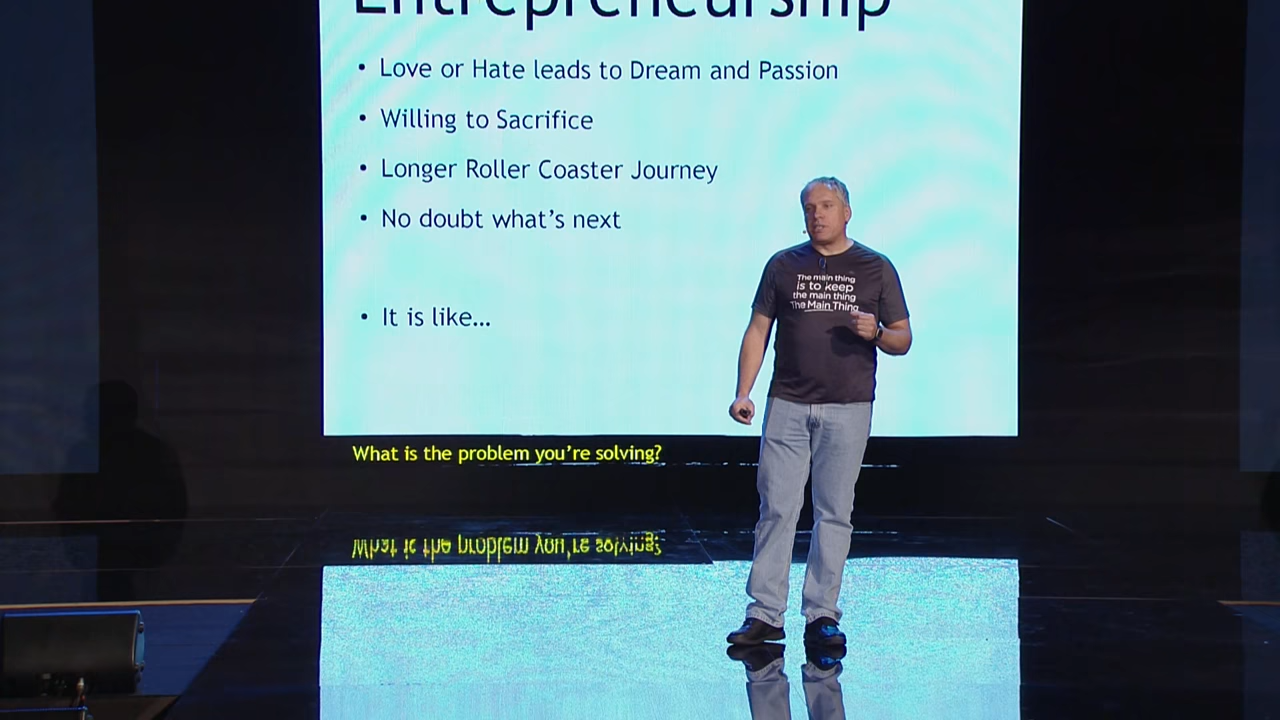 Entrepreneurship
• Love or Hate leads to Dream and Passion
• Willing to Sacrifice
• Longer Roller Coaster Journey
• No doubt what's next
• It is like...
The main thing
is to keep
the main thing
The Main Thing
What is the problem you're solving?